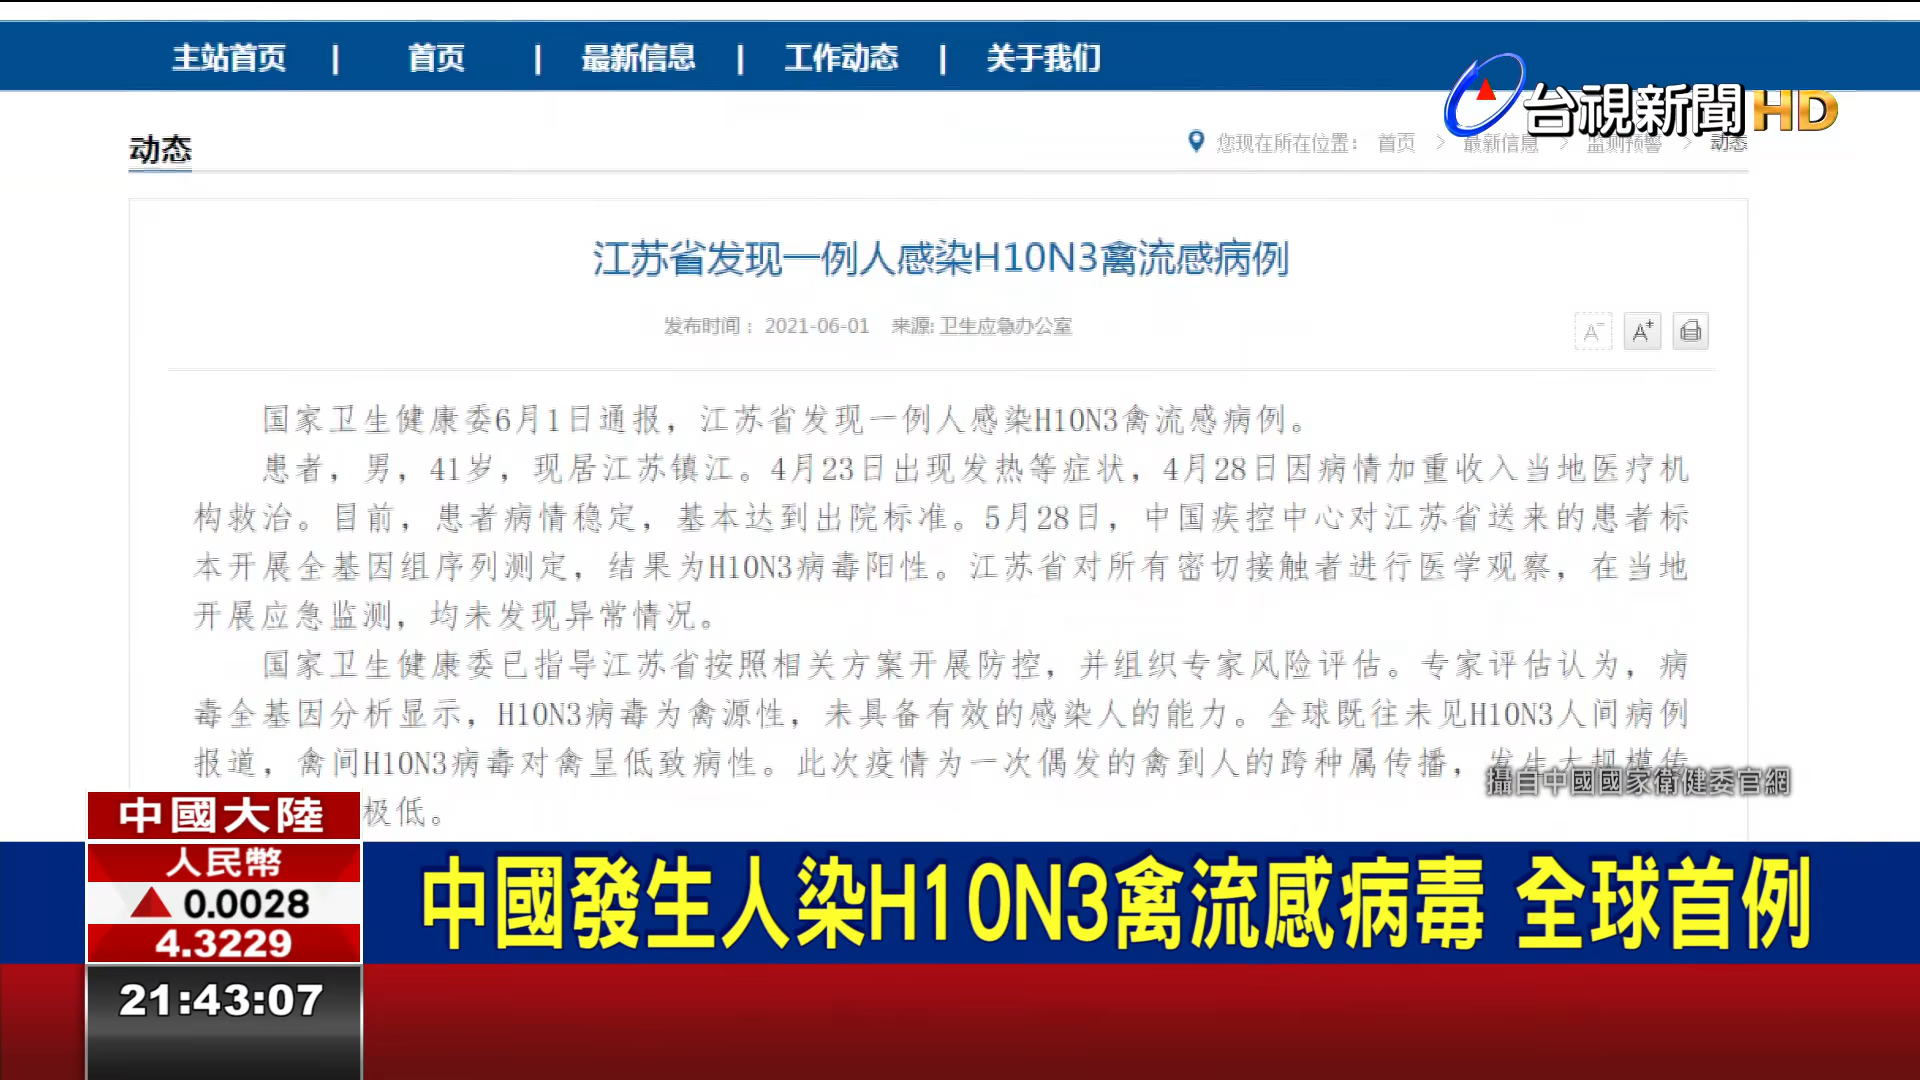 主站首页 | 首页 | 最新信息 | 工作动态 | 关于我们
台視新聞HD
动态
您现在所在位置： 首页 > 最新信息 > 监测预警 > 动态
江苏省发现一例人感染H10N3禽流感病例
发布时间： 2021-06-01 来源: 卫生应急办公室
A- A+
国家卫生健康委6月1日通报，江苏省发现一例人感染H10N3禽流感病例。
患者，男，41岁，现居江苏镇江。4月23日出现发热等症状，4月28日因病情加重收入当地医疗机
构救治。目前，患者病情稳定，基本达到出院标准。5月28日，中国疾控中心对江苏省送来的患者标
本开展全基因组序列测定，结果为H10N3病毒阳性。江苏省对所有密切接触者进行医学观察，在当地
开展应急监测，均未发现异常情况。
国家卫生健康委已指导江苏省按照相关方案开展防控，并组织专家风险评估。专家评估认为，病
毒全基因分析显示，H10N3病毒为禽源性，未具备有效的感染人的能力。全球既往未见H10N3人间病例
报道，禽间H10N3病毒对禽呈低致病性。此次疫情为一次偶发的禽到人的跨种属传播，发生大规模传
极低。
攝自中國國家衛健委官網
中國大陸
人民幣
▲0.0028
4.3229
21:43:07
中國發生人染H10N3禽流感病毒 全球首例